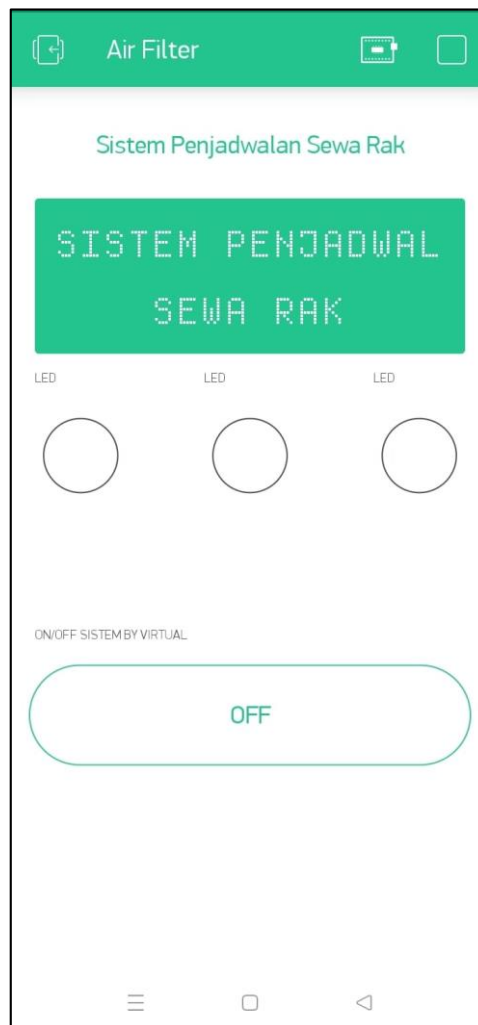 Air Filter
Sistem Penjadwalan Sewa Rak
SISTEM PENJADWAL
SEWA RAK
LED LED LED
ON/OFF SISTEM BY VIRTUAL
OFF